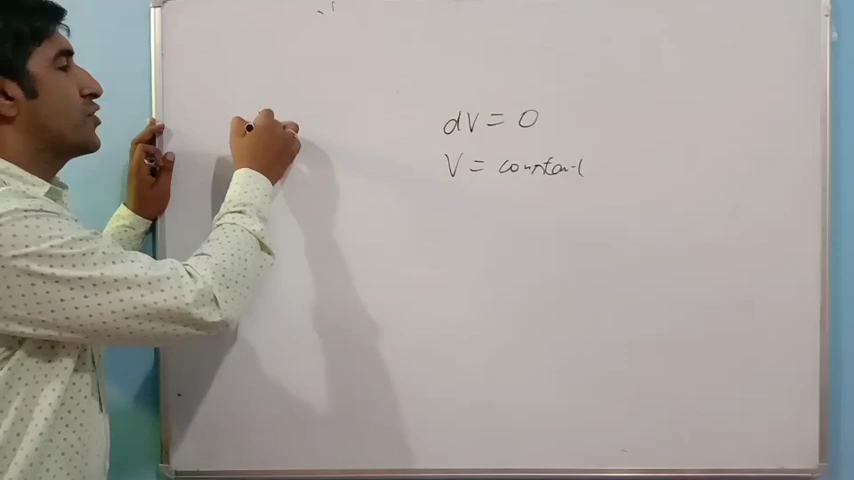 dV = 0
V = constant